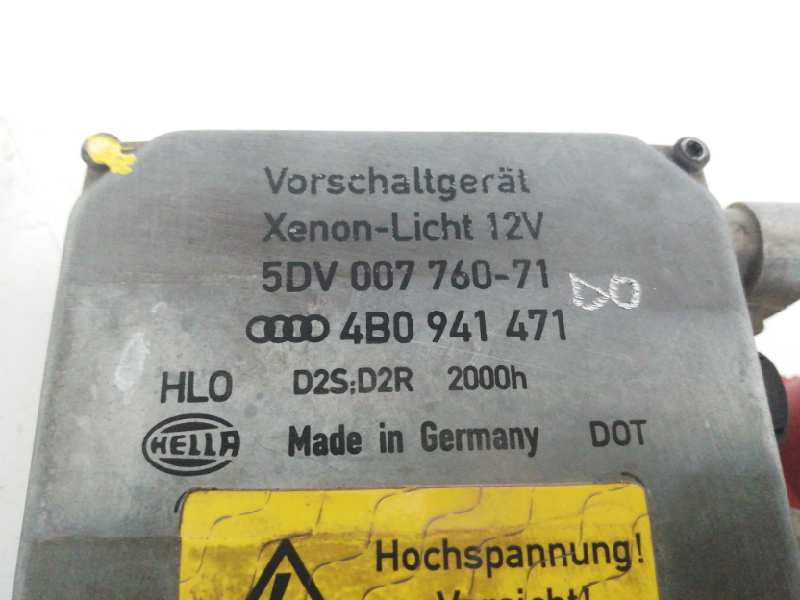 Vorschaltgerät
Xenon-Licht 12V
5DV 007 760-71
4B0 941 471
HLO D2S;D2R 2000h
HELLA Made in Germany DOT
Hochspannung!
Vorsicht!